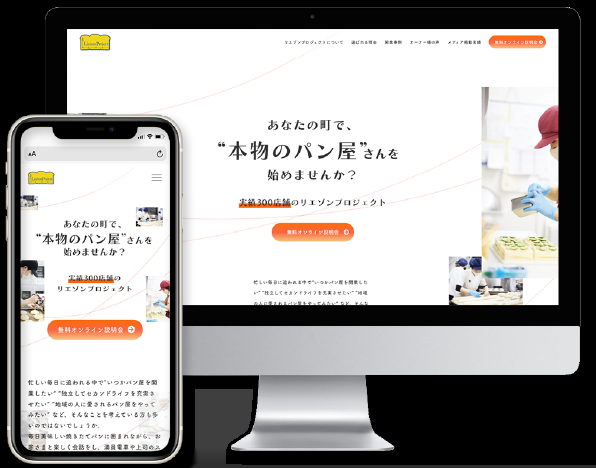 リエゾンプロジェクトについて 選ばれる理由 開業事例 オーナー様の声 メディア掲載実績 無料オンライン説明会
あなたの町で、
“本物のパン屋”さんを
始めませんか？
実績300店舗のリエゾンプロジェクト
無料オンライン説明会
忙しい毎日に追われる中で“いつかパン屋を開業した
い” “独立してセカンドライフを充実させたい” “地域
の人に愛されるパン屋をやってみたい” など、そんな
AA
あなたの町で、
“本物のパン屋”さんを
始めませんか？
実績300店舗の
リエゾンプロジェクト
無料オンライン説明会
忙しい毎日に追われる中で“いつかパン屋を開
業したい” “独立してセカンドライフを充実さ
せたい” “地域の人に愛されるパン屋をやって
みたい” など、そんなことを考えている方も多
いのではないでしょうか。
毎日美味しい焼きたてパンに囲まれながら、お
客さまと楽しく会話をし、満員電車や上司のス